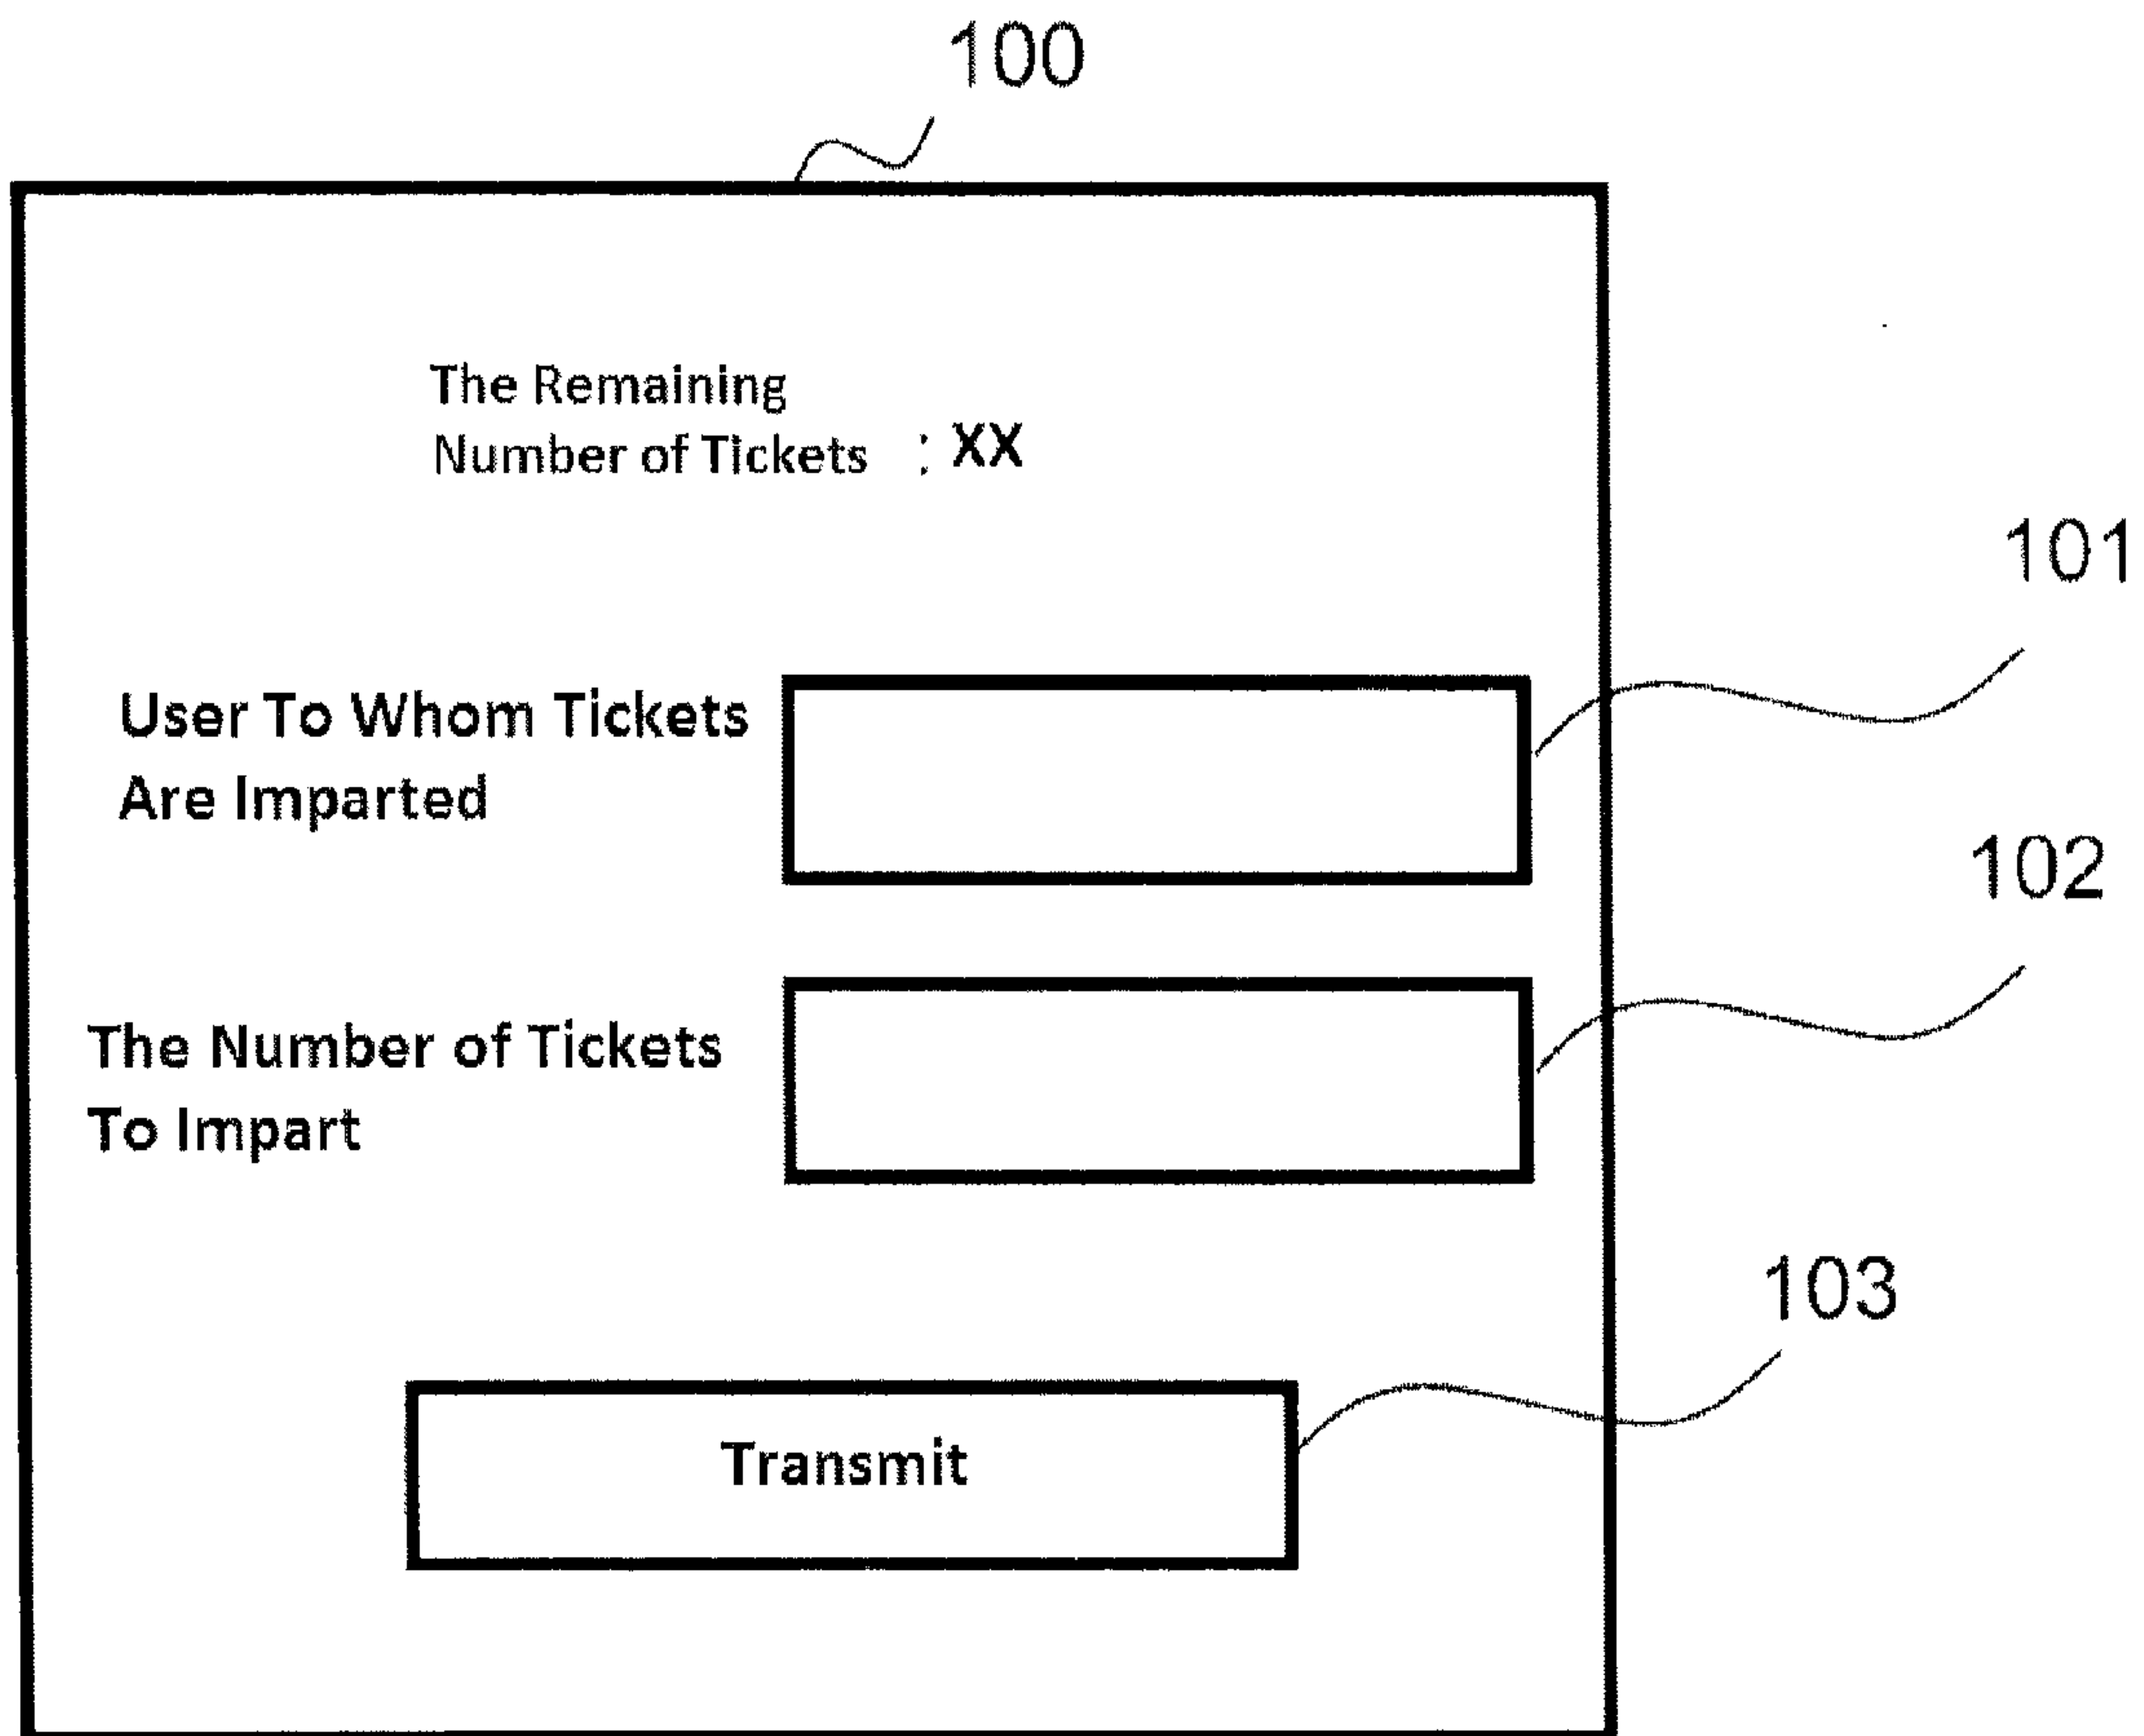 100
The Remaining
Number of Tickets : XX
101
User To Whom Tickets
Are Imparted
102
The Number of Tickets
To Impart
103
Transmit